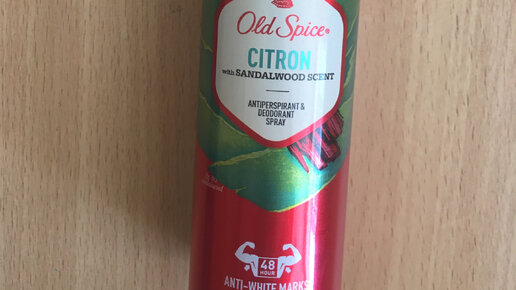 Old Spice®
CITRON
with SANDALWOOD SCENT
ANTIPERSPIRANT &
DEODORANT
SPRAY
48
HOUR
ANTI-WHITE MARKS